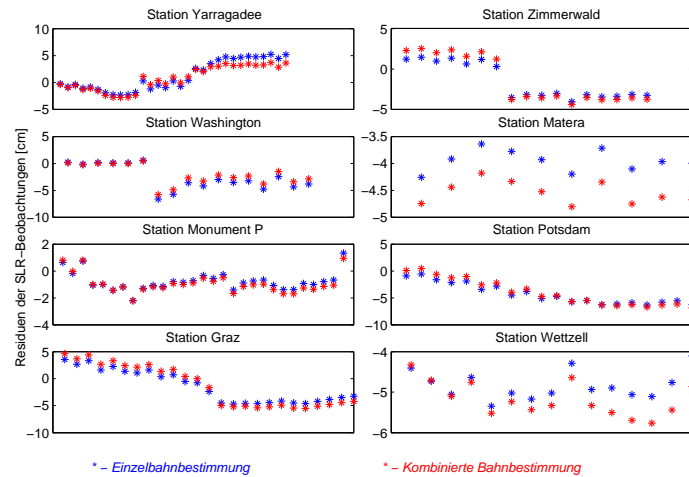 Station Yarragadee
10
5
0
−5
Station Zimmerwald
5
0
−5
Station Washington
5
0
−5
−10
Station Matera
−3.5
−4
−4.5
−5
Station Monument P
2
0
−2
−4
Station Potsdam
5
0
−5
−10
Station Graz
5
0
−5
−10
Station Wettzell
−4
−5
−6
Residuen der SLR−Beobachtungen [cm]
* − Einzelbahnbestimmung
* − Kombinierte Bahnbestimmung